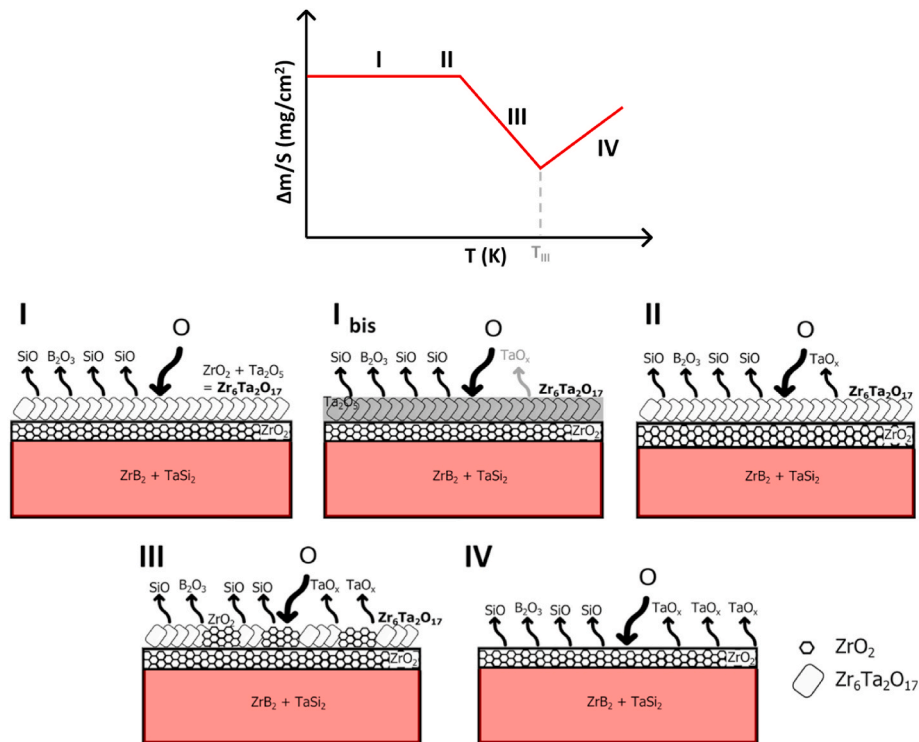 Δm/S (mg/cm²)
I
II
III
IV
T (K)
T_III
I
O
SiO
B₂O₃
SiO
SiO
ZrO₂ + Ta₂O₅
= Zr₆Ta₂O₁₇
ZrO₂
ZrB₂ + TaSi₂
I bis
O
SiO
B₂O₃
SiO
SiO
TaOₓ
Zr₆Ta₂O₁₇
Ta₂O₅
ZrO₂
ZrB₂ + TaSi₂
II
O
SiO
B₂O₃
SiO
SiO
TaOₓ
Zr₆Ta₂O₁₇
ZrO₂
ZrB₂ + TaSi₂
III
O
SiO
B₂O₃
SiO
SiO
TaOₓ
TaOₓ
ZrO₂
Zr₆Ta₂O₁₇
ZrO₂
ZrB₂ + TaSi₂
IV
O
SiO
B₂O₃
SiO
SiO
TaOₓ
TaOₓ
TaOₓ
ZrO₂
ZrB₂ + TaSi₂
ZrO₂
Zr₆Ta₂O₁₇